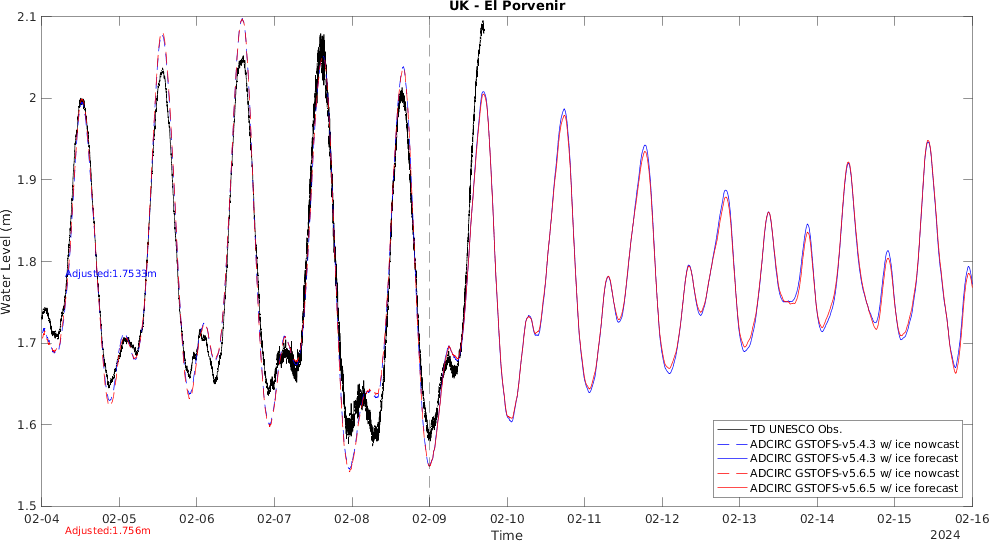 UK - El Porvenir
2.1
2
1.9
1.8
1.7
1.6
1.5
Water Level (m)
Adjusted:1.7533m
TD UNESCO Obs.
ADCIRC GSTOFS-v5.4.3 w/ ice nowcast
ADCIRC GSTOFS-v5.4.3 w/ ice forecast
ADCIRC GSTOFS-v5.6.5 w/ ice nowcast
ADCIRC GSTOFS-v5.6.5 w/ ice forecast
02-04 02-05 02-06 02-07 02-08 02-09 02-10 02-11 02-12 02-13 02-14 02-15 02-16
Adjusted:1.756m
Time
2024